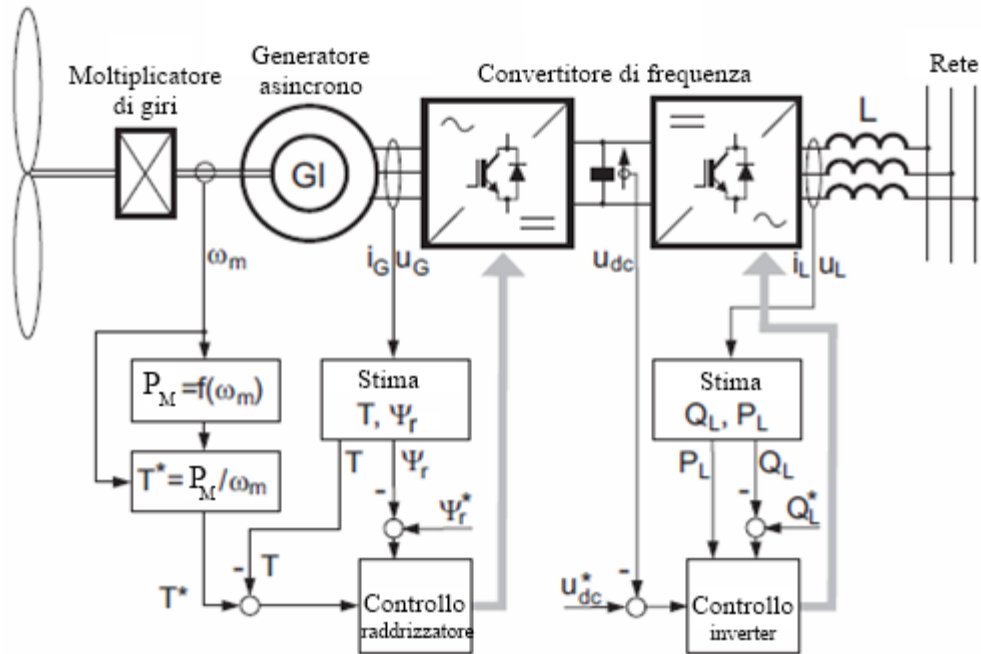 Moltiplicatore
di giri
Generatore
asincrono
Convertitore di frequenza
Rete
L
GI
ωm
iG uG
udc
iL uL
PM=f(ωm)
T*= PM/ωm
Stima
T, Ψr
T
Ψr
-
Ψr*
Stima
QL, PL
PL
QL
-
QL*
-
T
T*
Controllo
raddrizzatore
-
udc*
Controllo
inverter